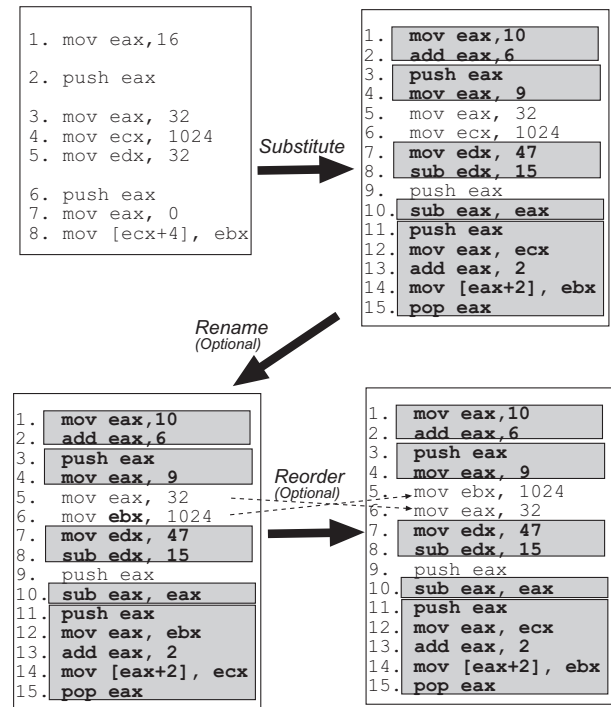 1. mov eax,16
2. push eax
3. mov eax, 32
4. mov ecx, 1024
5. mov edx, 32
6. push eax
7. mov eax, 0
8. mov [ecx+4], ebx
Substitute
1. mov eax,10
2. add eax,6
3. push eax
4. mov eax, 9
5. mov eax, 32
6. mov ecx, 1024
7. mov edx, 47
8. sub edx, 15
9. push eax
10. sub eax, eax
11. push eax
12. mov eax, ecx
13. add eax, 2
14. mov [eax+2], ebx
15. pop eax
Rename
(Optional)
1. mov eax,10
2. add eax,6
3. push eax
4. mov eax, 9
5. mov eax, 32
6. mov ebx, 1024
7. mov edx, 47
8. sub edx, 15
9. push eax
10. sub eax, eax
11. push eax
12. mov eax, ebx
13. add eax, 2
14. mov [eax+2], ecx
15. pop eax
Reorder
(Optional)
1. mov eax,10
2. add eax,6
3. push eax
4. mov eax, 9
5. mov ebx, 1024
6. mov eax, 32
7. mov edx, 47
8. sub edx, 15
9. push eax
10. sub eax, eax
11. push eax
12. mov eax, ecx
13. add eax, 2
14. mov [eax+2], ebx
15. pop eax